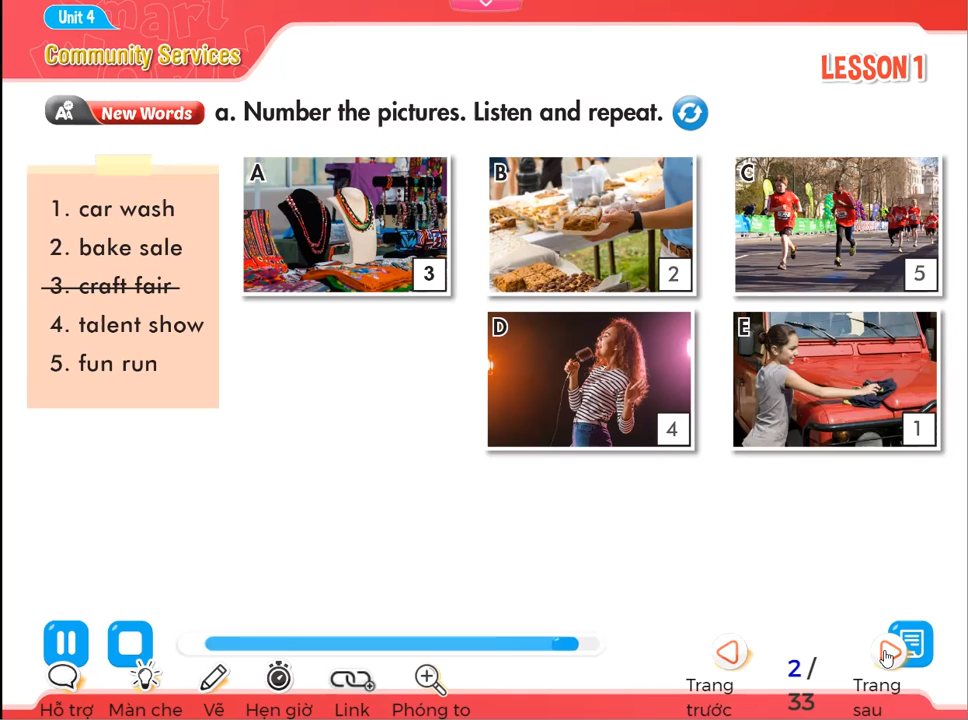 Unit 4
Community Services
LESSON 1
New Words
a. Number the pictures. Listen and repeat.
1. car wash
2. bake sale
3. craft fair
4. talent show
5. fun run
A
3
B
2
C
5
D
4
E
1
2 / 33
Trang trước
Trang sau
Hỗ trợ
Màn che
Vẽ
Hẹn giờ
Link
Phóng to